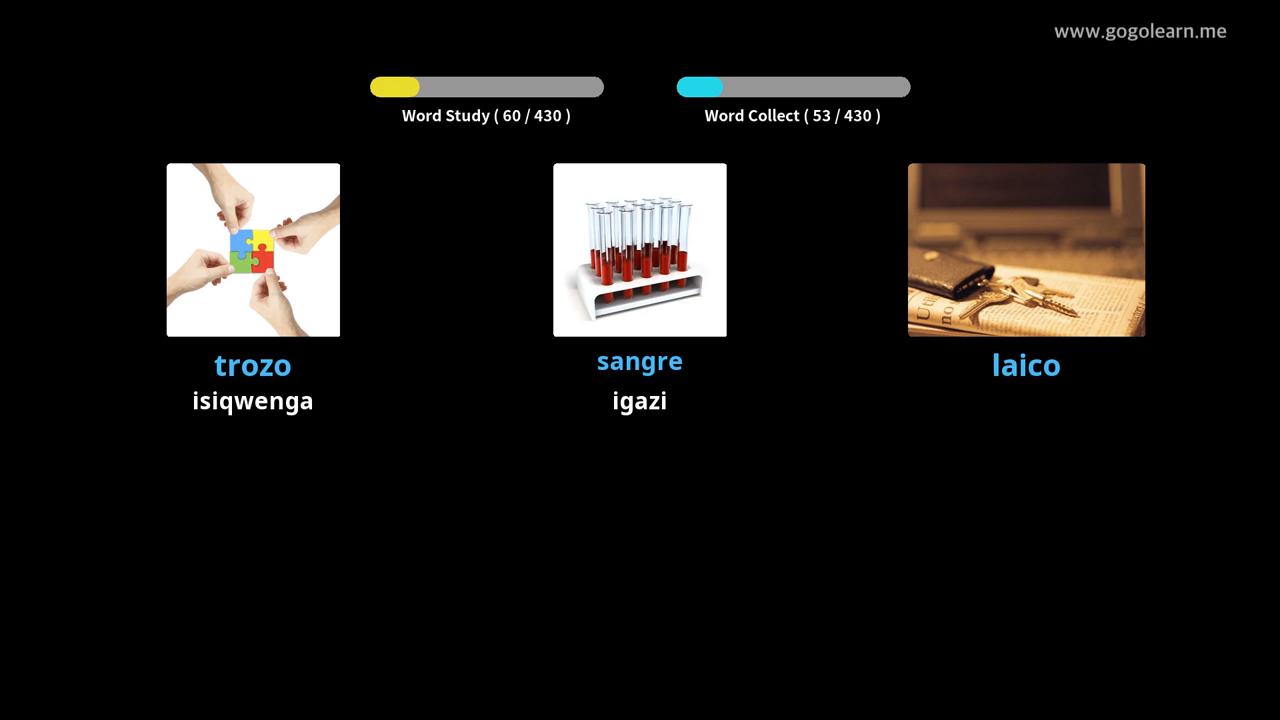 www.gogolearn.me
Word Study ( 60 / 430 )
Word Collect ( 53 / 430 )
trozo
sangre
laico
isiqwenga
igazi